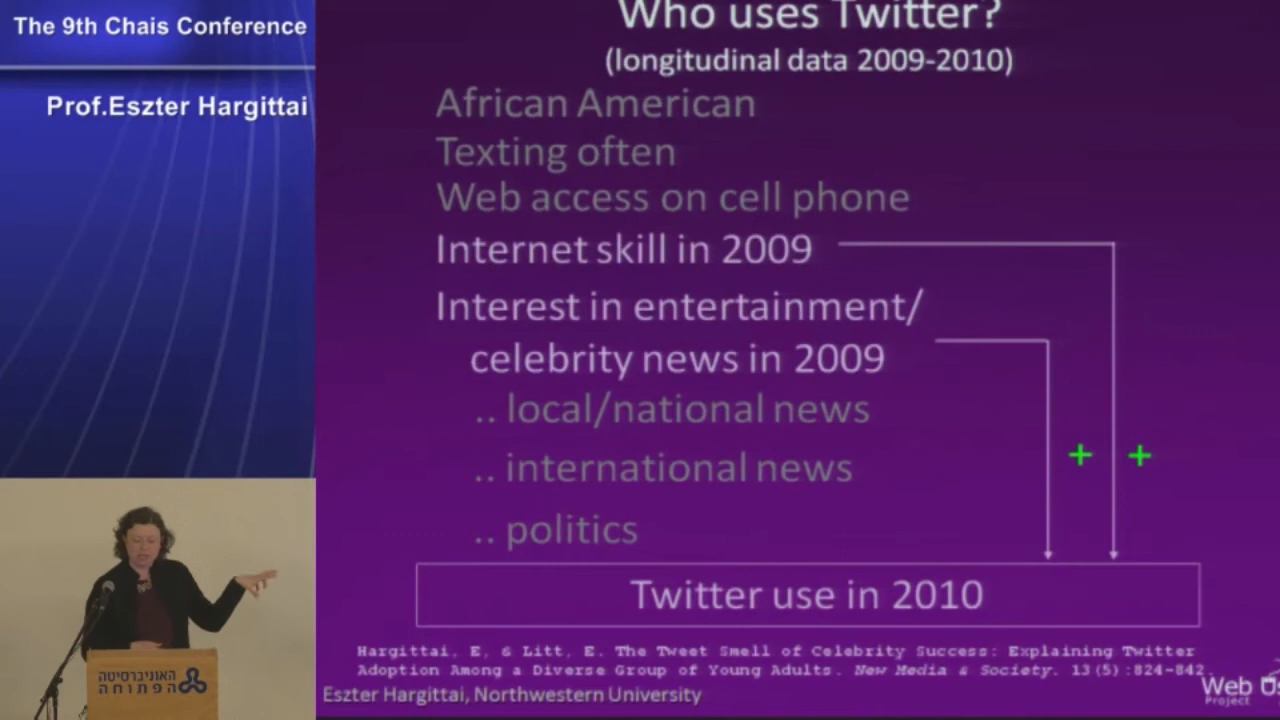 The 9th Chais Conference
Prof.Eszter Hargittai
Who uses Twitter?
(longitudinal data 2009-2010)
African American
Texting often
Web access on cell phone
Internet skill in 2009
Interest in entertainment/
celebrity news in 2009
.. local/national news
.. international news
.. politics
+ +
Twitter use in 2010
Hargittai, E, & Litt, E. The Tweet Smell of Celebrity Success: Explaining Twitter
Adoption Among a Diverse Group of Young Adults. New Media & Society. 13(5):824-842.
Eszter Hargittai, Northwestern University
Web
Project
האוניברסיטה
הפתוחה